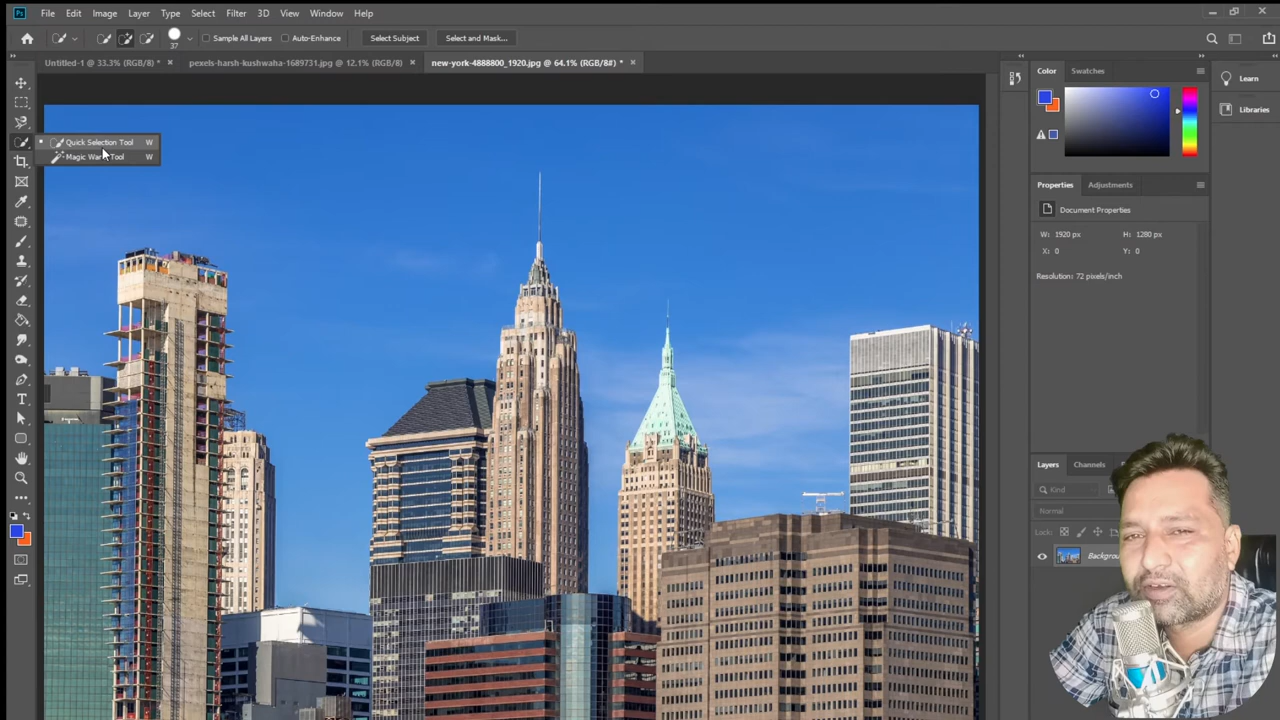 Ps File Edit Image Layer Type Select Filter 3D View Window Help
37 Sample All Layers Auto-Enhance Select Subject Select and Mask...
Untitled-1 @ 33.3% (RGB/8) * × pexels-harsh-kushwaha-1689731.jpg @ 12.1% (RGB/8) × new-york-4888800_1920.jpg @ 64.1% (RGB/8#) * ×
Quick Selection Tool W
Magic Wand Tool W
Color Swatches
Learn
Libraries
Properties Adjustments
Document Properties
W: 1920 px H: 1280 px
X: 0 Y: 0
Resolution: 72 pixels/inch
Layers Channels
Kind
Normal
Lock: